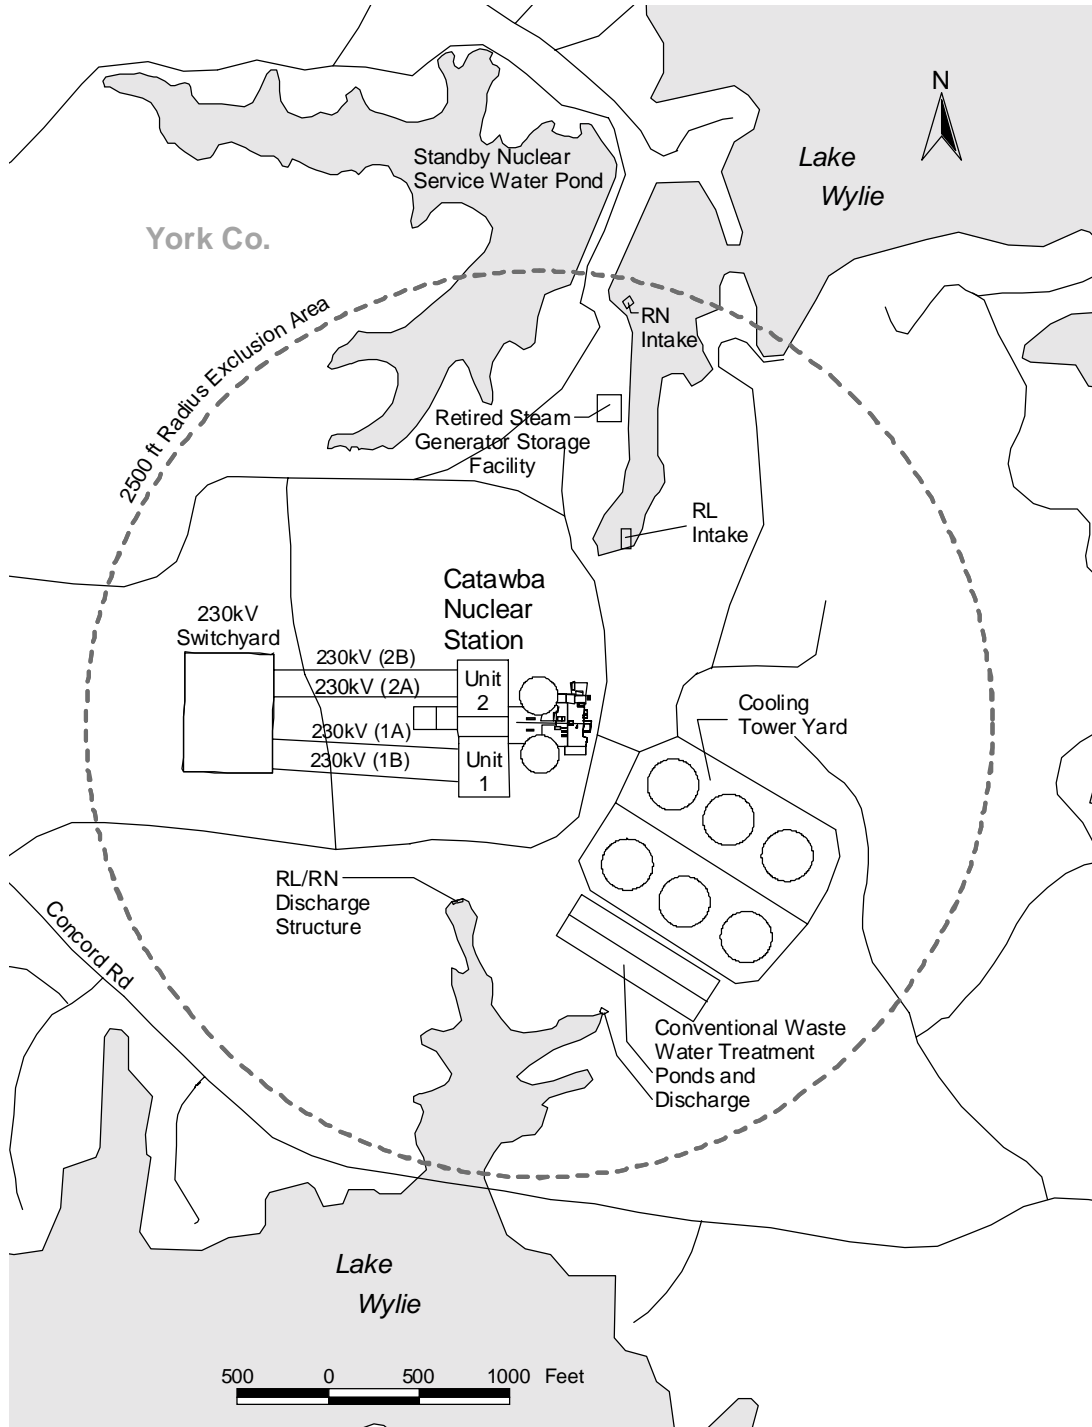 N
Standby Nuclear
Service Water Pond
Lake
Wylie
York Co.
2500 ft Radius Exclusion Area
RN
Intake
Retired Steam
Generator Storage
Facility
RL
Intake
Catawba
Nuclear
Station
230kV
Switchyard
230kV (2B)
230kV (2A)
230kV (1A)
230kV (1B)
Unit
2
Unit
1
Cooling
Tower Yard
RL/RN
Discharge
Structure
Concord Rd
Conventional Waste
Water Treatment
Ponds and
Discharge
Lake
Wylie
500 0 500 1000 Feet